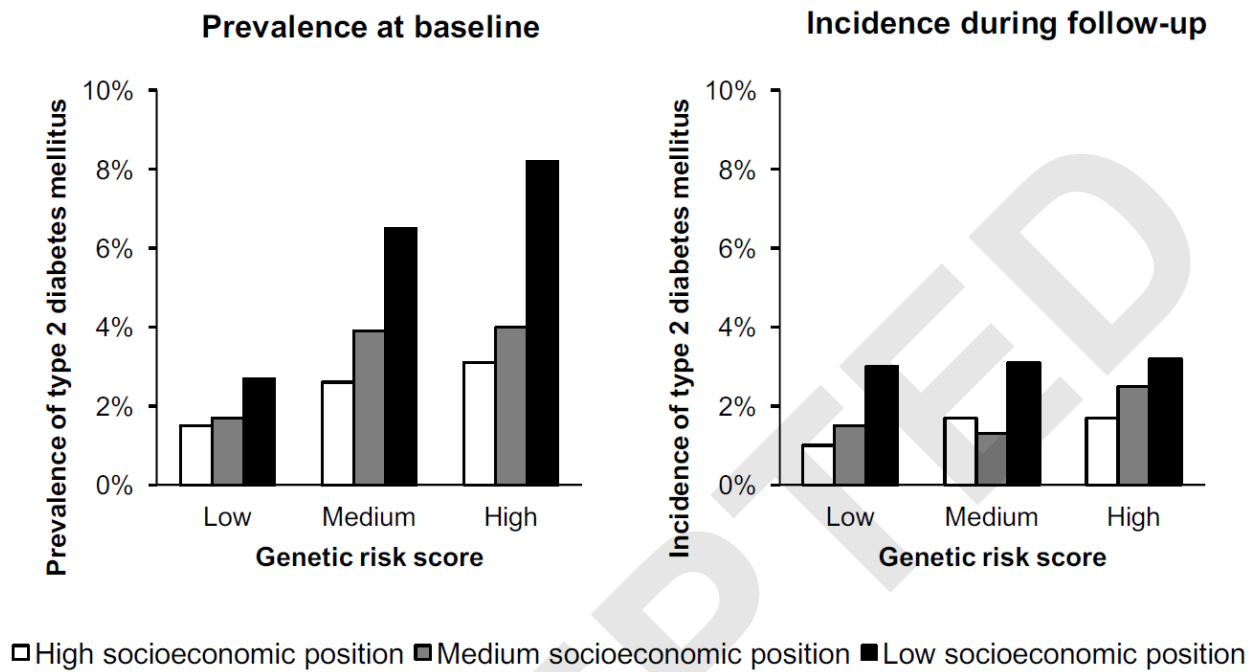 Prevalence at baseline
Prevalence of type 2 diabetes mellitus
10%
8%
6%
4%
2%
0%
Low Medium High
Genetic risk score
Incidence during follow-up
Incidence of type 2 diabetes mellitus
10%
8%
6%
4%
2%
0%
Low Medium High
Genetic risk score
High socioeconomic position Medium socioeconomic position Low socioeconomic position
PTED